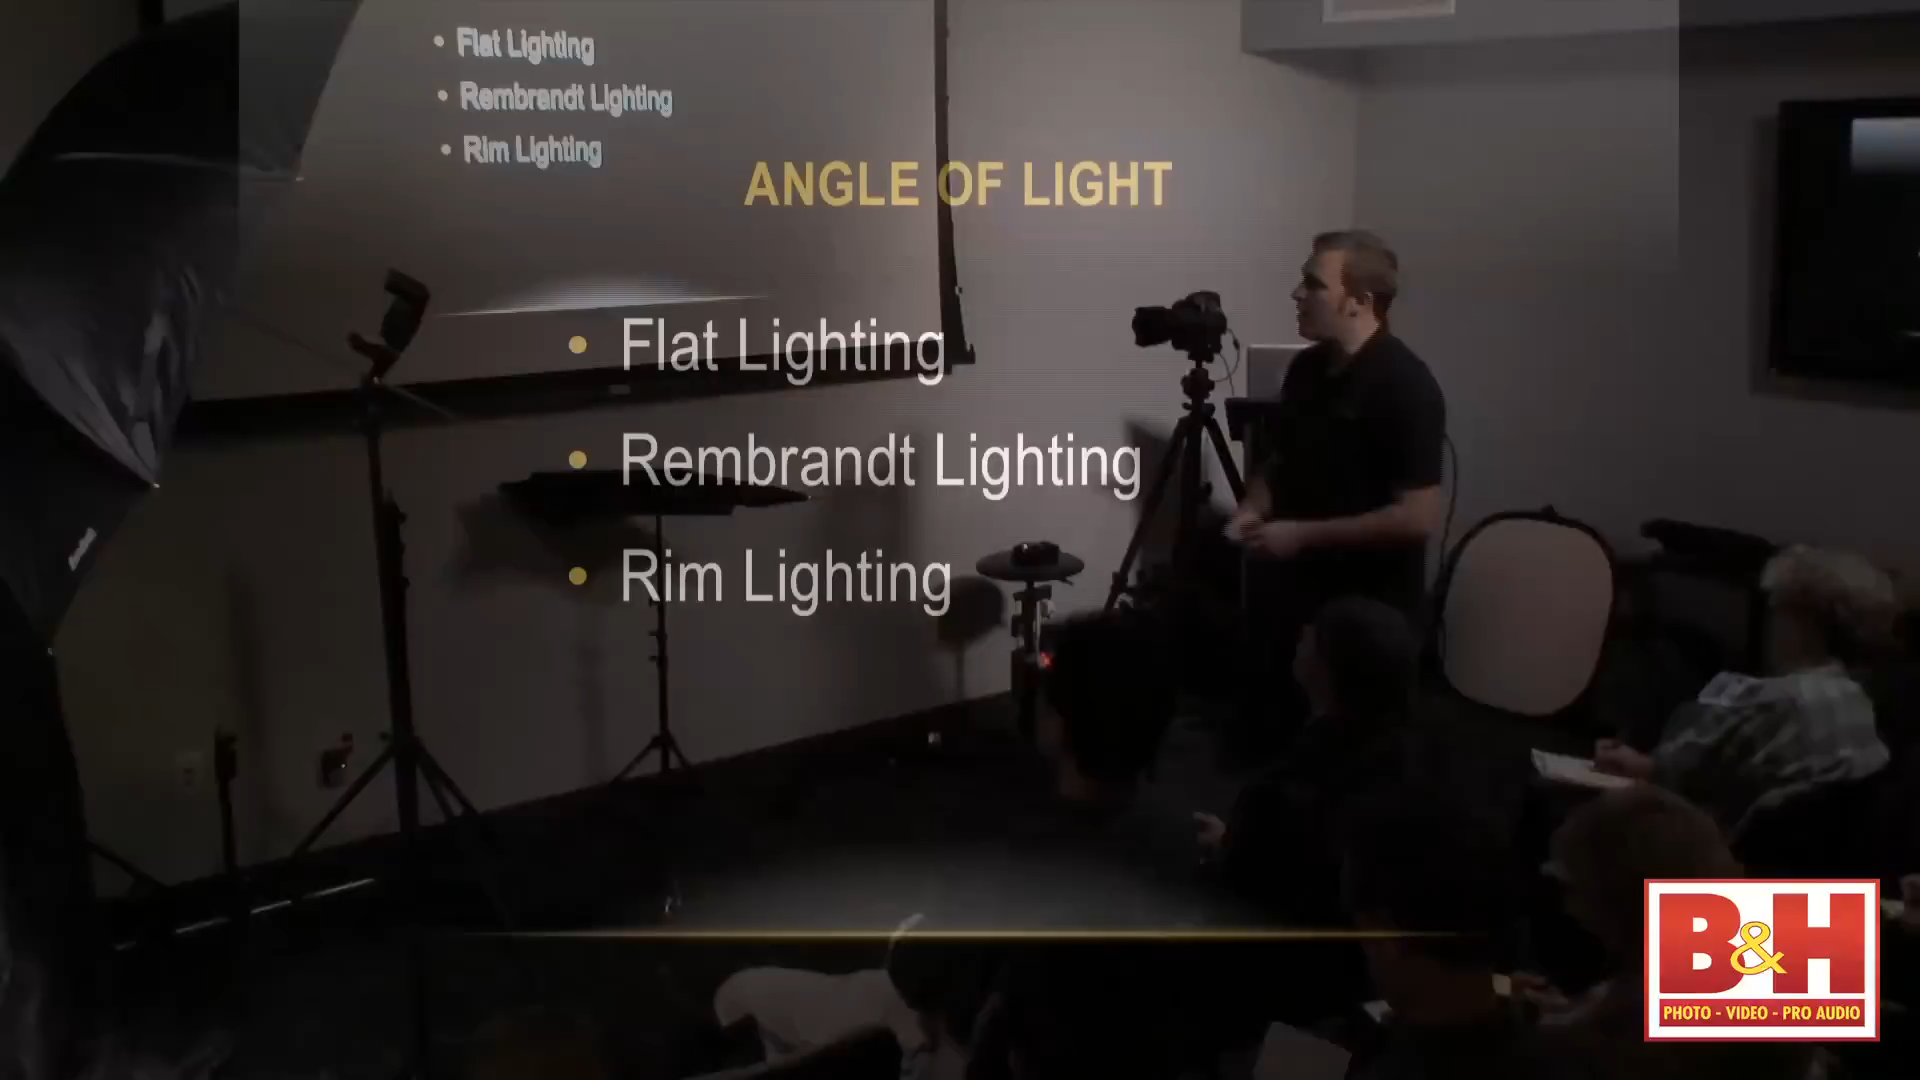 • Flat Lighting
• Rembrandt Lighting
• Rim Lighting
ANGLE OF LIGHT
• Flat Lighting
• Rembrandt Lighting
• Rim Lighting
B&H
PHOTO - VIDEO - PRO AUDIO